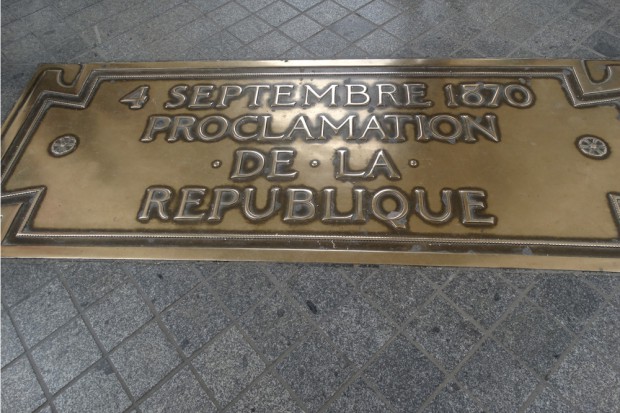 4 SEPTEMBRE 1870
PROCLAMATION
· DE · LA ·
REPUBLIQUE